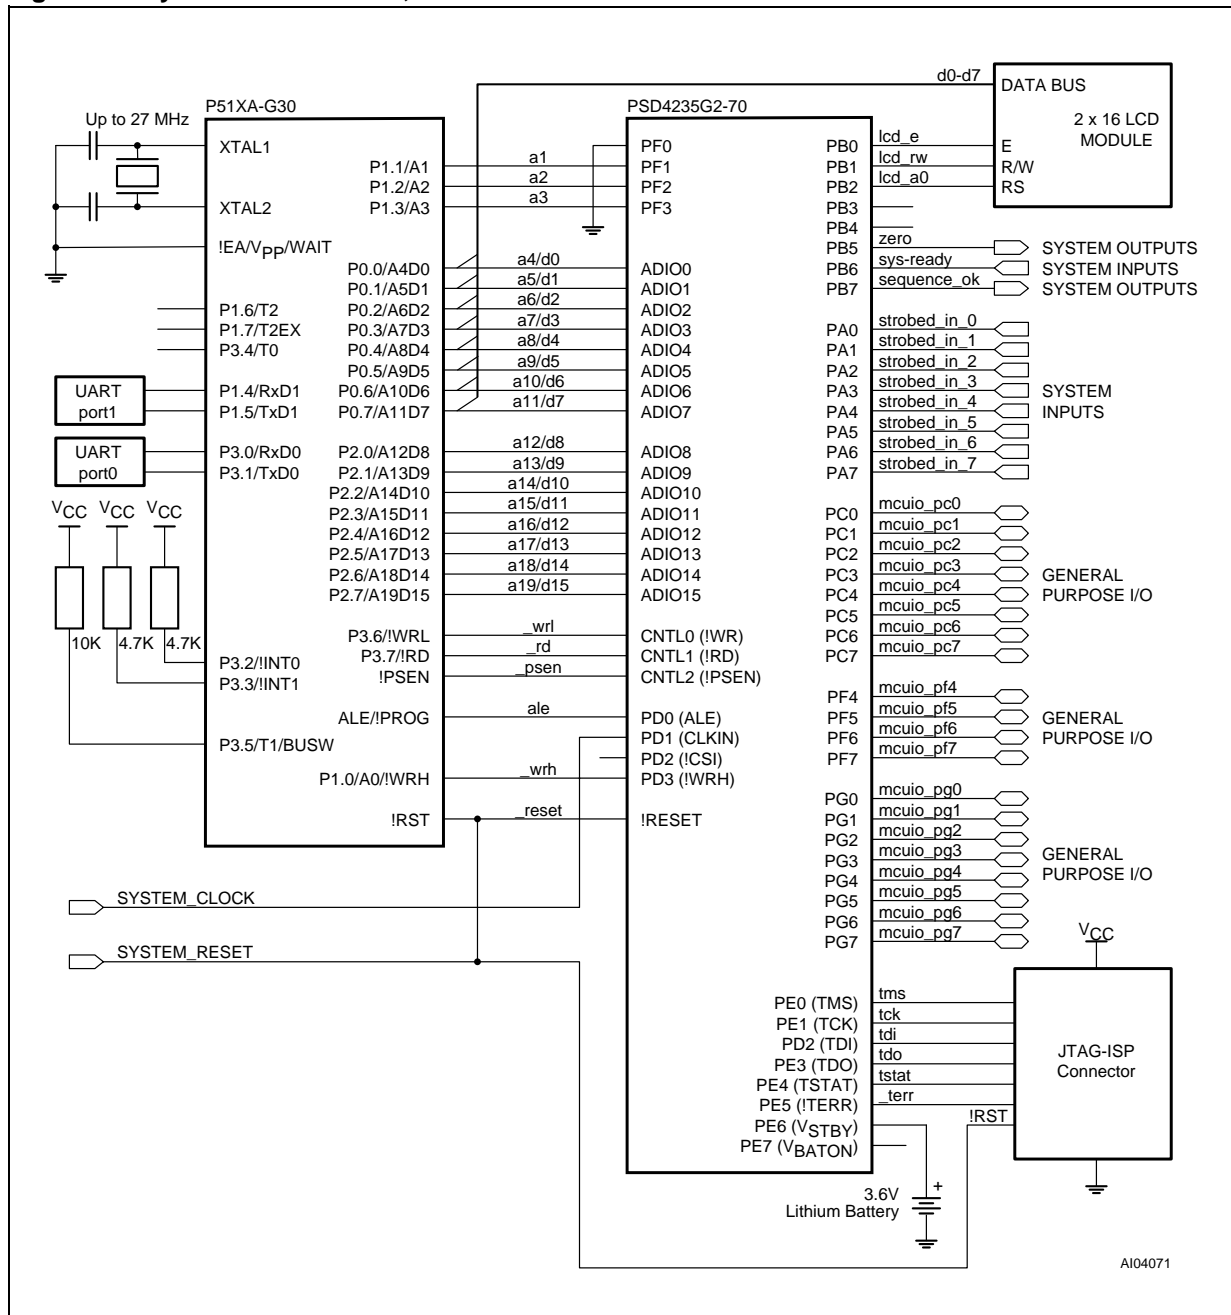 d0-d7
DATA BUS
2 x 16 LCD
MODULE
E
R/W
RS
P51XA-G30
PSD4235G2-70
Up to 27 MHz
XTAL1
XTAL2
!EA/VPP/WAIT
P1.6/T2
P1.7/T2EX
P3.4/T0
UART
port1
P1.4/RxD1
P1.5/TxD1
UART
port0
P3.0/RxD0
P3.1/TxD0
VCC VCC VCC
10K 4.7K 4.7K
P3.2/!INT0
P3.3/!INT1
P3.5/T1/BUSW
P1.1/A1 a1 PF0
P1.2/A2 a2 PF1
P1.3/A3 a3 PF2
PF3
P0.0/A4D0 a4/d0 ADIO0
P0.1/A5D1 a5/d1 ADIO1
P0.2/A6D2 a6/d2 ADIO2
P0.3/A7D3 a7/d3 ADIO3
P0.4/A8D4 a8/d4 ADIO4
P0.5/A9D5 a9/d5 ADIO5
P0.6/A10D6 a10/d6 ADIO6
P0.7/A11D7 a11/d7 ADIO7
P2.0/A12D8 a12/d8 ADIO8
P2.1/A13D9 a13/d9 ADIO9
P2.2/A14D10 a14/d10 ADIO10
P2.3/A15D11 a15/d11 ADIO11
P2.4/A16D12 a16/d12 ADIO12
P2.5/A17D13 a17/d13 ADIO13
P2.6/A18D14 a18/d14 ADIO14
P2.7/A19D15 a19/d15 ADIO15
P3.6/!WRL _wrl CNTL0 (!WR)
P3.7/!RD _rd CNTL1 (!RD)
!PSEN _psen CNTL2 (!PSEN)
ALE/!PROG ale PD0 (ALE)
PD1 (CLKIN)
PD2 (!CSI)
P1.0/A0/!WRH _wrh PD3 (!WRH)
!RST _reset !RESET
SYSTEM_CLOCK
SYSTEM_RESET
PB0 lcd_e
PB1 lcd_rw
PB2 lcd_a0
PB3
PB4
PB5 zero SYSTEM OUTPUTS
PB6 sys-ready SYSTEM INPUTS
PB7 sequence_ok SYSTEM OUTPUTS
PA0 strobed_in_0
PA1 strobed_in_1
PA2 strobed_in_2
PA3 strobed_in_3
PA4 strobed_in_4
PA5 strobed_in_5
PA6 strobed_in_6
PA7 strobed_in_7
SYSTEM
INPUTS
PC0 mcuio_pc0
PC1 mcuio_pc1
PC2 mcuio_pc2
PC3 mcuio_pc3
PC4 mcuio_pc4
PC5 mcuio_pc5
PC6 mcuio_pc6
PC7 mcuio_pc7
GENERAL
PURPOSE I/O
PF4 mcuio_pf4
PF5 mcuio_pf5
PF6 mcuio_pf6
PF7 mcuio_pf7
GENERAL
PURPOSE I/O
PG0 mcuio_pg0
PG1 mcuio_pg1
PG2 mcuio_pg2
PG3 mcuio_pg3
PG4 mcuio_pg4
PG5 mcuio_pg5
PG6 mcuio_pg6
PG7 mcuio_pg7
GENERAL
PURPOSE I/O
VCC
PE0 (TMS) tms
PE1 (TCK) tck
PD2 (TDI) tdi
PE3 (TDO) tdo
PE4 (TSTAT) tstat
PE5 (!TERR) _terr
PE6 (VSTBY)
PE7 (VBATON)
!RST
JTAG-ISP
Connector
3.6V
Lithium Battery
+
AI04071